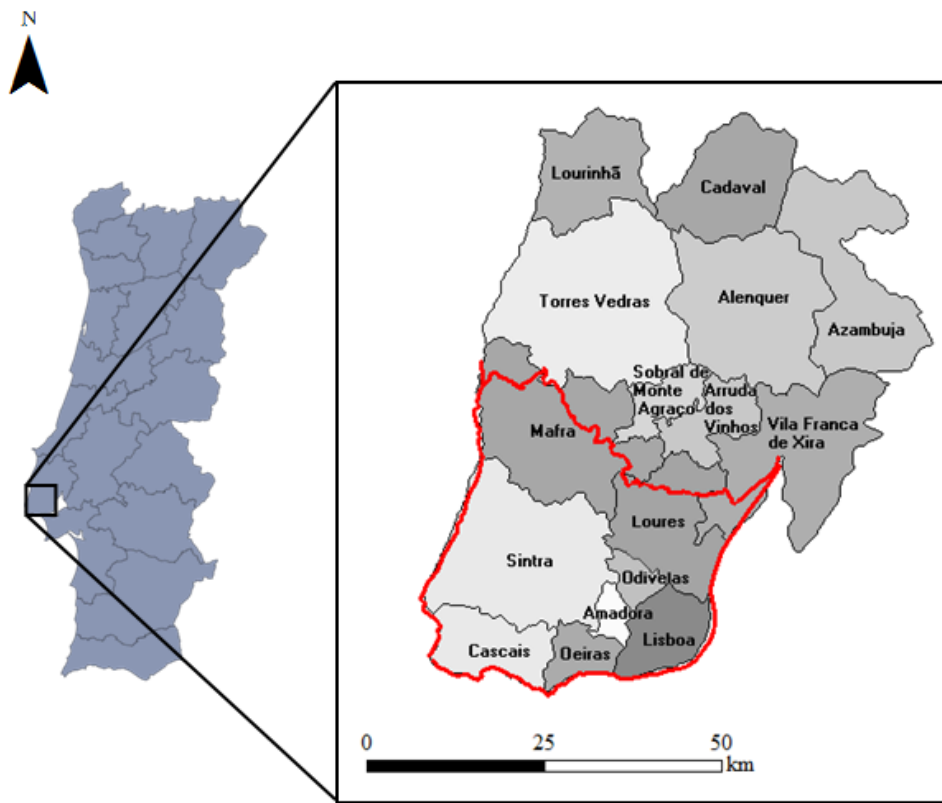 N
Lourinhã
Cadaval
Torres Vedras
Alenquer
Azambuja
Sobral de
Monte
Agraço
Arruda
dos
Vinhos
Vila Franca
de Xira
Mafra
Loures
Sintra
Odivelas
Amadora
Lisboa
Cascais
Oeiras
0
25
50
km